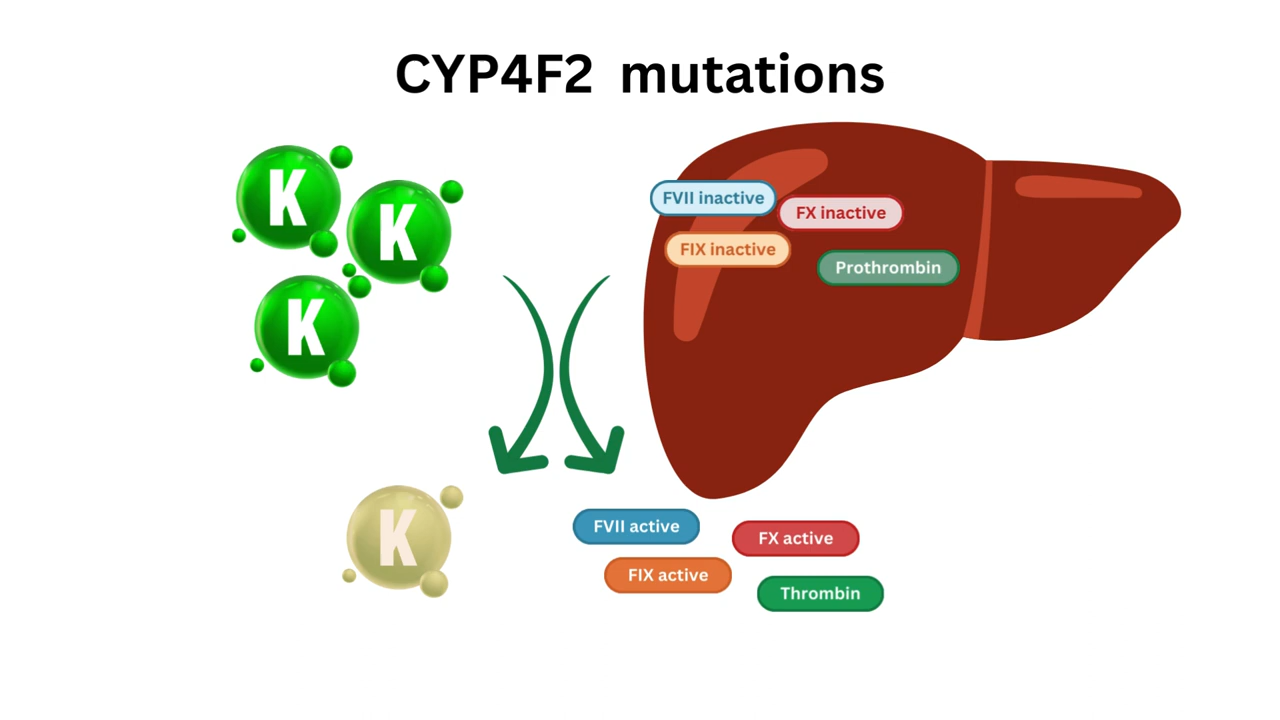 CYP4F2 mutations
K
K
K
FVII inactive
FX inactive
FIX inactive
Prothrombin
K
FVII active
FX active
FIX active
Thrombin